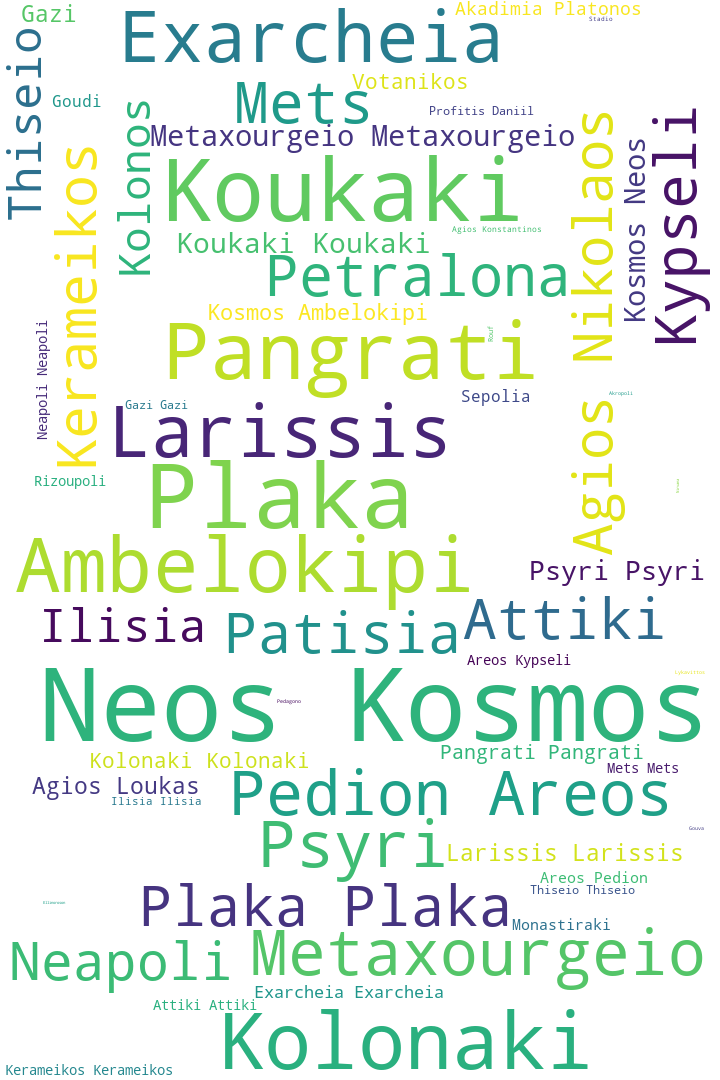 Gazi
Akadimia Platonos
Stadio
Exarcheia
Thiseio
Votanikos
Goudi
Mets
Profitis Daniil
Kolonos
Metaxourgeio Metaxourgeio
Kypseli
Agios Nikolaos
Kosmos Neos
Kerameikos
Koukaki
Agios Konstantinos
Koukaki Koukaki
Petralona
Kosmos Ambelokipi
Neapoli Neapoli
Pangrati
Rouf
Sepolia
Akropoli
Gazi Gazi
Larissis
Rizoupoli
Plaka
Ambelokipi
Psyri Psyri
Ilisia
Patisia
Attiki
Areos Kypseli
Neos Kosmos
Pedagono
Kolonaki Kolonaki
Pangrati Pangrati
Mets Mets
Agios Loukas
Ilisia Ilisia
Pedion Areos
Gouva
Psyri
Larissis Larissis
Areos Pedion
Thiseio Thiseio
Plaka Plaka
Monastiraki
Neapoli
Metaxourgeio
Exarcheia Exarcheia
Attiki Attiki
Kolonaki
Kerameikos Kerameikos